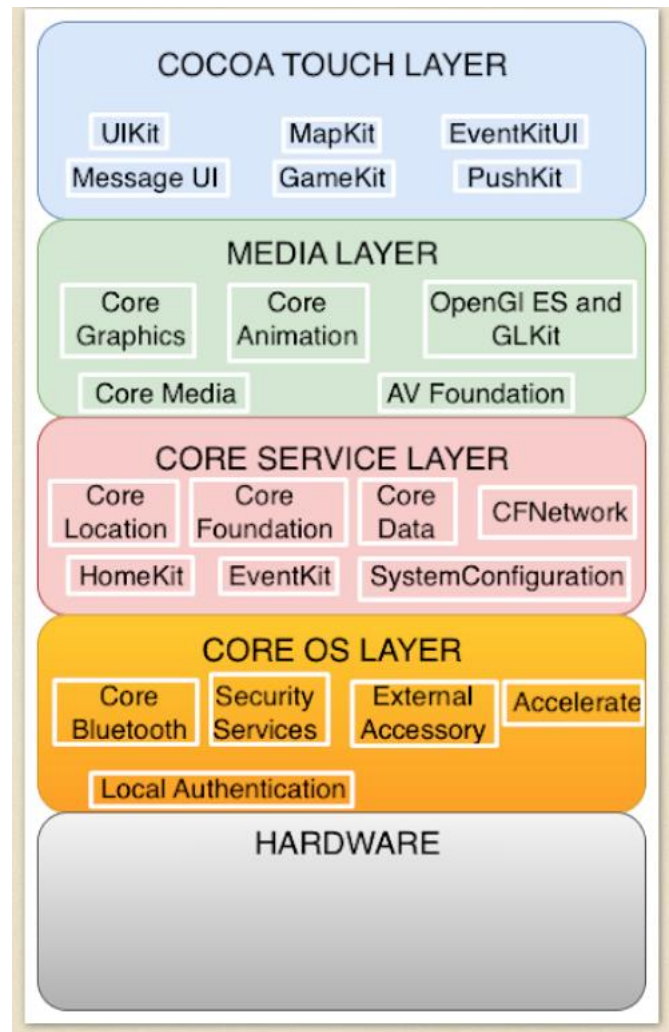 COCOA TOUCH LAYER
UIKit MapKit EventKitUI
Message UI GameKit PushKit
MEDIA LAYER
Core Graphics
Core Animation
OpenGl ES and GLKit
Core Media AV Foundation
CORE SERVICE LAYER
Core Location
Core Foundation
Core Data
CFNetwork
HomeKit EventKit SystemConfiguration
CORE OS LAYER
Core Bluetooth
Security Services
External Accessory
Accelerate
Local Authentication
HARDWARE